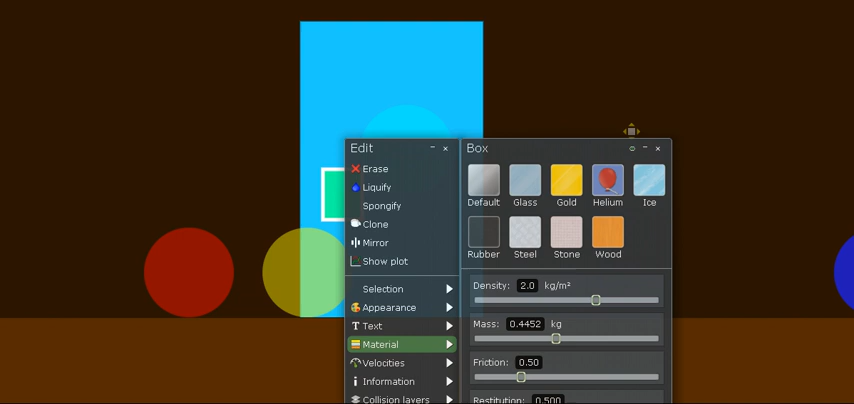 Edit
Erase
Liquify
Spongify
Clone
Mirror
Show plot
Selection
Appearance
Text
Material
Velocities
Information
Collision layers
Box
Default Glass Gold Helium Ice
Rubber Steel Stone Wood
Density: 2.0 kg/m²
Mass: 0.4452 kg
Friction: 0.50
Restitution: 0.500